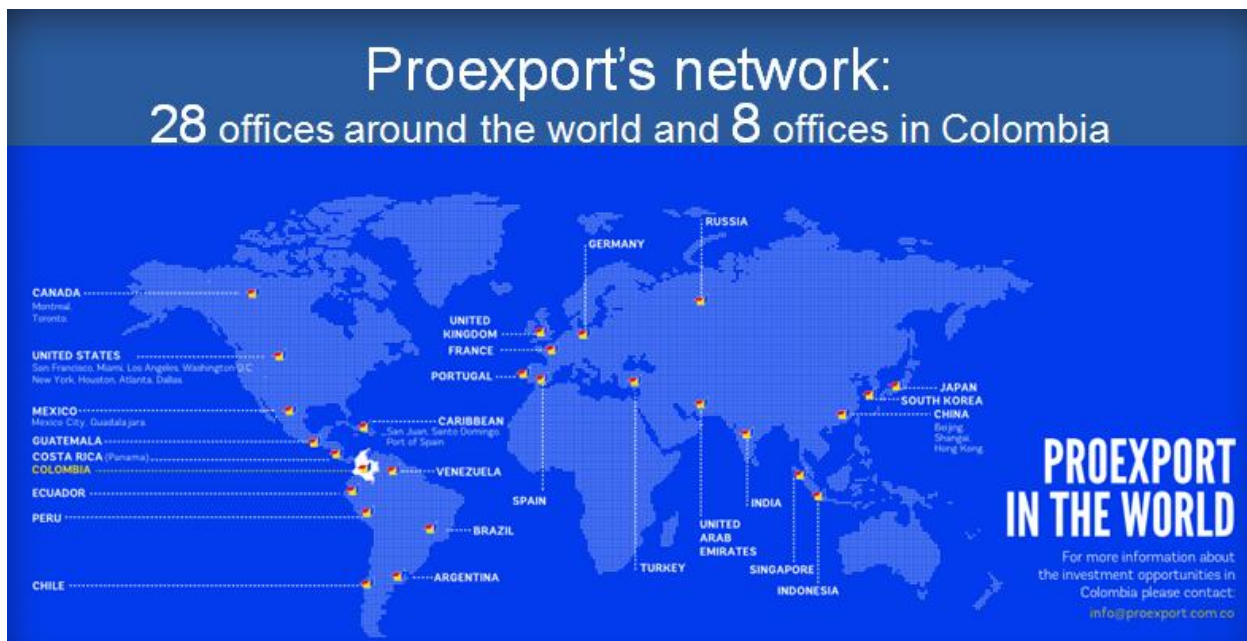 Proexport's network:
28 offices around the world and 8 offices in Colombia
RUSSIA
GERMANY
CANADA
Montreal
Toronto
UNITED
KINGDOM
UNITED STATES
San Francisco, Miami, Los Angeles, Washington D.C
New York, Houston, Atlanta, Dallas
FRANCE
PORTUGAL
JAPAN
SOUTH KOREA
CHINA
Beijing
Shangai
Hong Kong
MEXICO
Mexico City, Guadalajara
CARIBBEAN
San Juan, Santo Domingo,
Port of Spain
GUATEMALA
COSTA RICA (Panama)
COLOMBIA
VENEZUELA
ECUADOR
SPAIN
INDIA
PERU
BRAZIL
UNITED
ARAB
EMIRATES
TURKEY
SINGAPORE
INDONESIA
CHILE
ARGENTINA
PROEXPORT
IN THE WORLD
For more information about
the investment opportunities in
Colombia please contact:
info@proexport.com.co